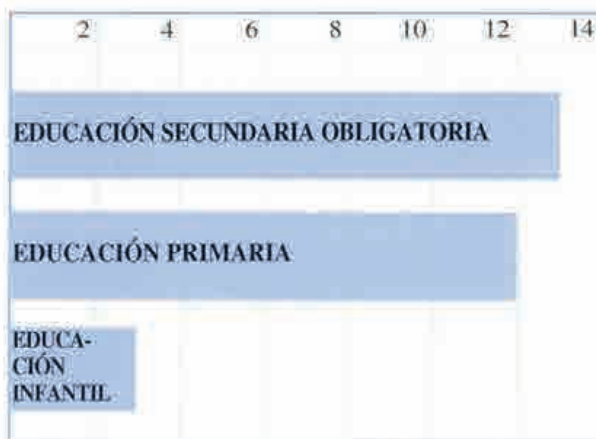 2 4 6 8 10 12 14
EDUCACIÓN SECUNDARIA OBLIGATORIA
EDUCACIÓN PRIMARIA
EDUCA-
CIÓN
INFANTIL